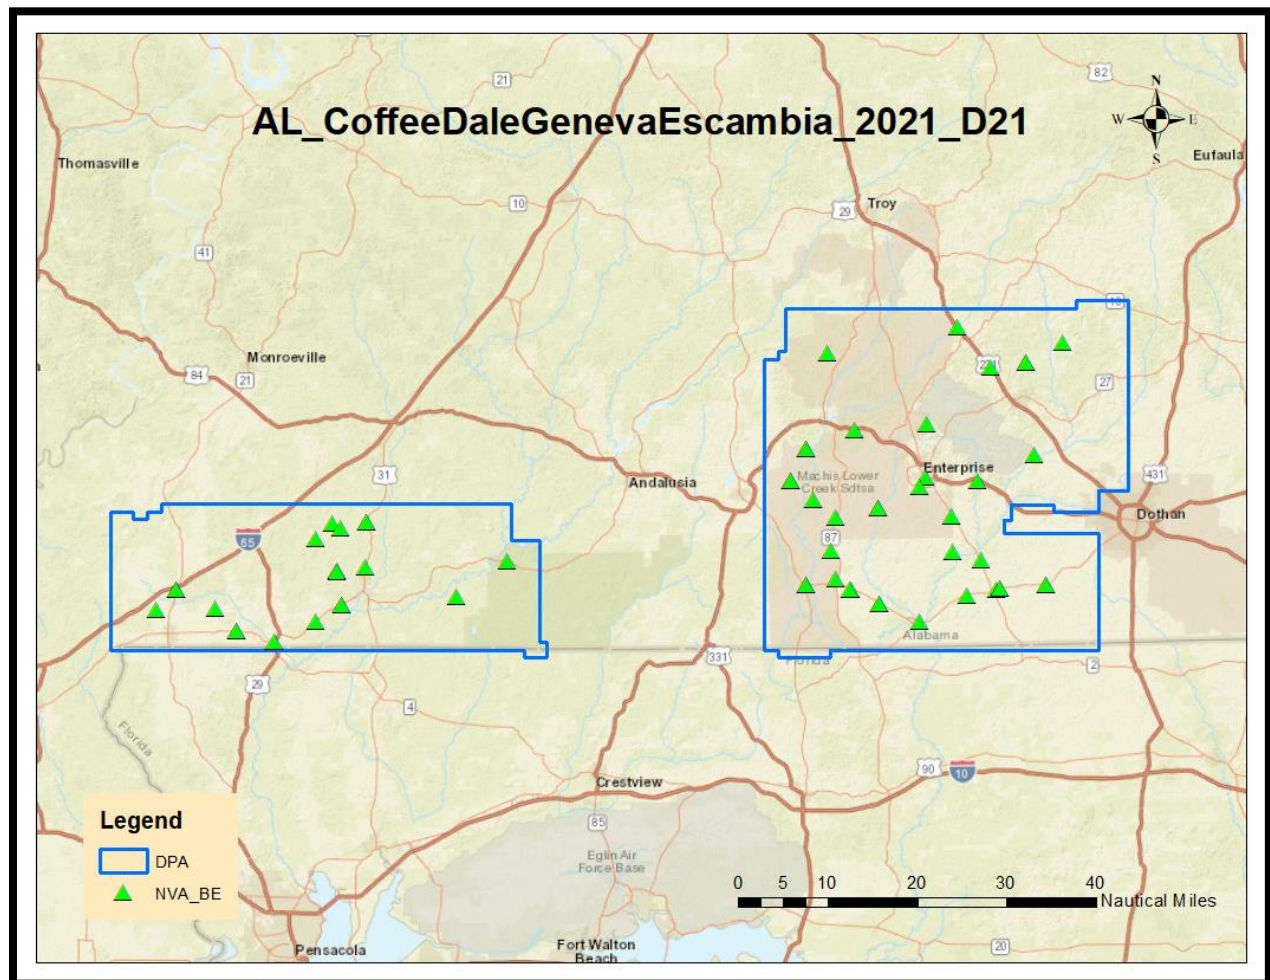 21
82
AL_CoffeeDaleGenevaEscambia_2021_D21
N
W E
S
Thomasville
Eufaula
10
29
Troy
41
10
Monroeville
84
21
27
31
Enterprise
Machis Lower
Creek Sdtsa
431
Andalusia
Dothan
65
87
Alabama
Florida
331
2
29
4
Florida
90
10
Crestview
Legend
DPA
NVA_BE
85
Eglin Air
Force Base
0 5 10 20 30 40
Nautical Miles
20
Pensacola
Fort Walton
Beach